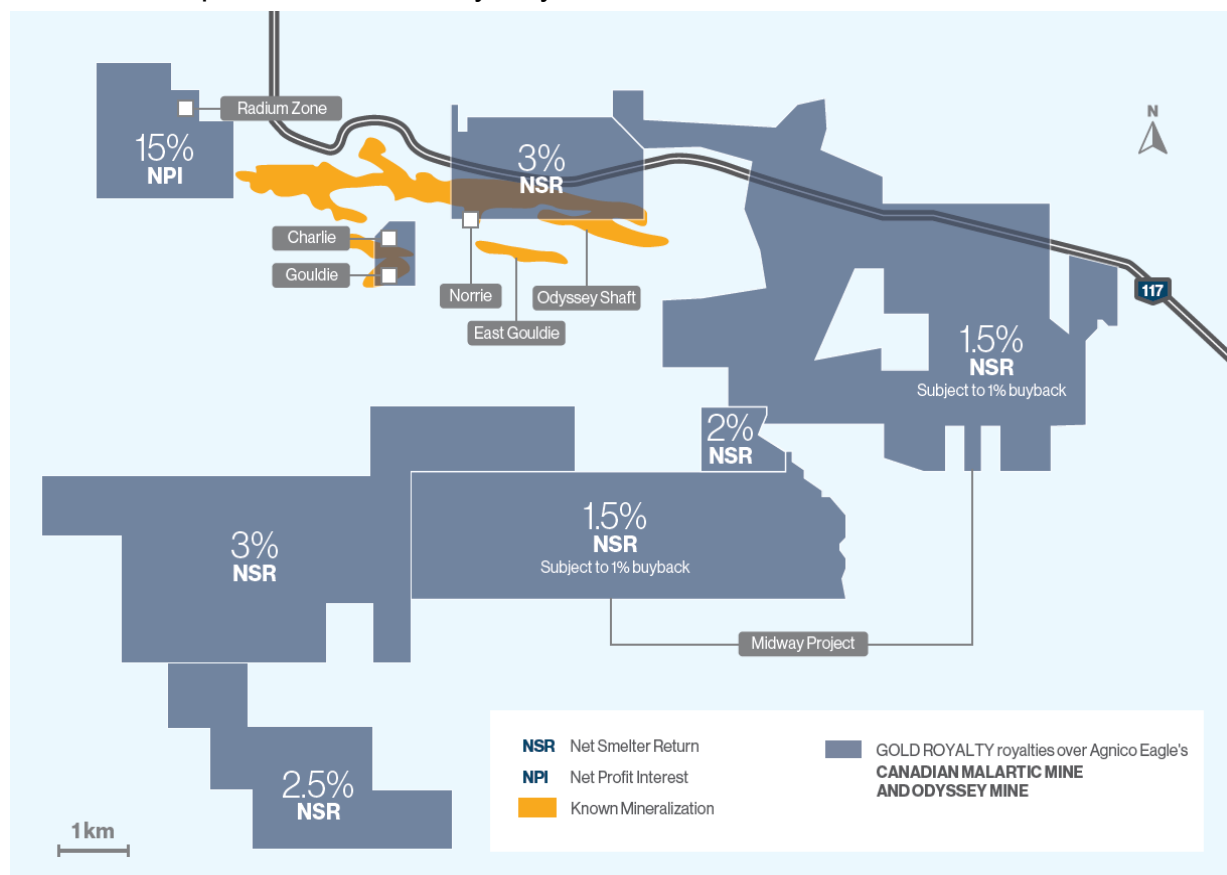 Radium Zone
15%
NPI
3%
NSR
N
Charlie
Gouldie
Norrie
Odyssey Shaft
East Gouldie
117
1.5%
NSR
Subject to 1% buyback
2%
NSR
3%
NSR
1.5%
NSR
Subject to 1% buyback
Midway Project
2.5%
NSR
1km
NSR Net Smelter Return
NPI Net Profit Interest
Known Mineralization
GOLD ROYALTY royalties over Agnico Eagle's
CANADIAN MALARTIC MINE
AND ODYSSEY MINE